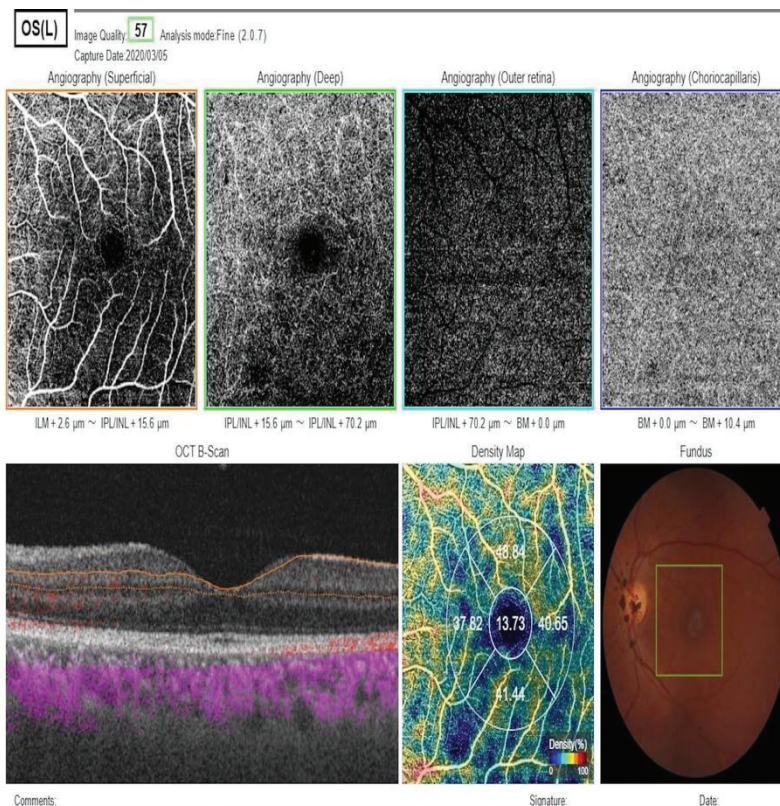 OS(L)
Image Quality: 57 Analysis mode:Fine (2.0.7)
Capture Date:2020/03/05
Angiography (Superficial) Angiography (Deep) Angiography (Outer retina) Angiography (Choriocapillaris)
ILM + 2.6 μm ~ IPL/INL + 15.6 μm IPL/INL + 15.6 μm ~ IPL/INL + 70.2 μm IPL/INL + 70.2 μm ~ BM + 0.0 μm BM + 0.0 μm ~ BM + 10.4 μm
OCT B-Scan Density Map Fundus
48.84
37.82 13.73 40.65
41.44
Density(%)
0 100
Comments: Signature: Date: